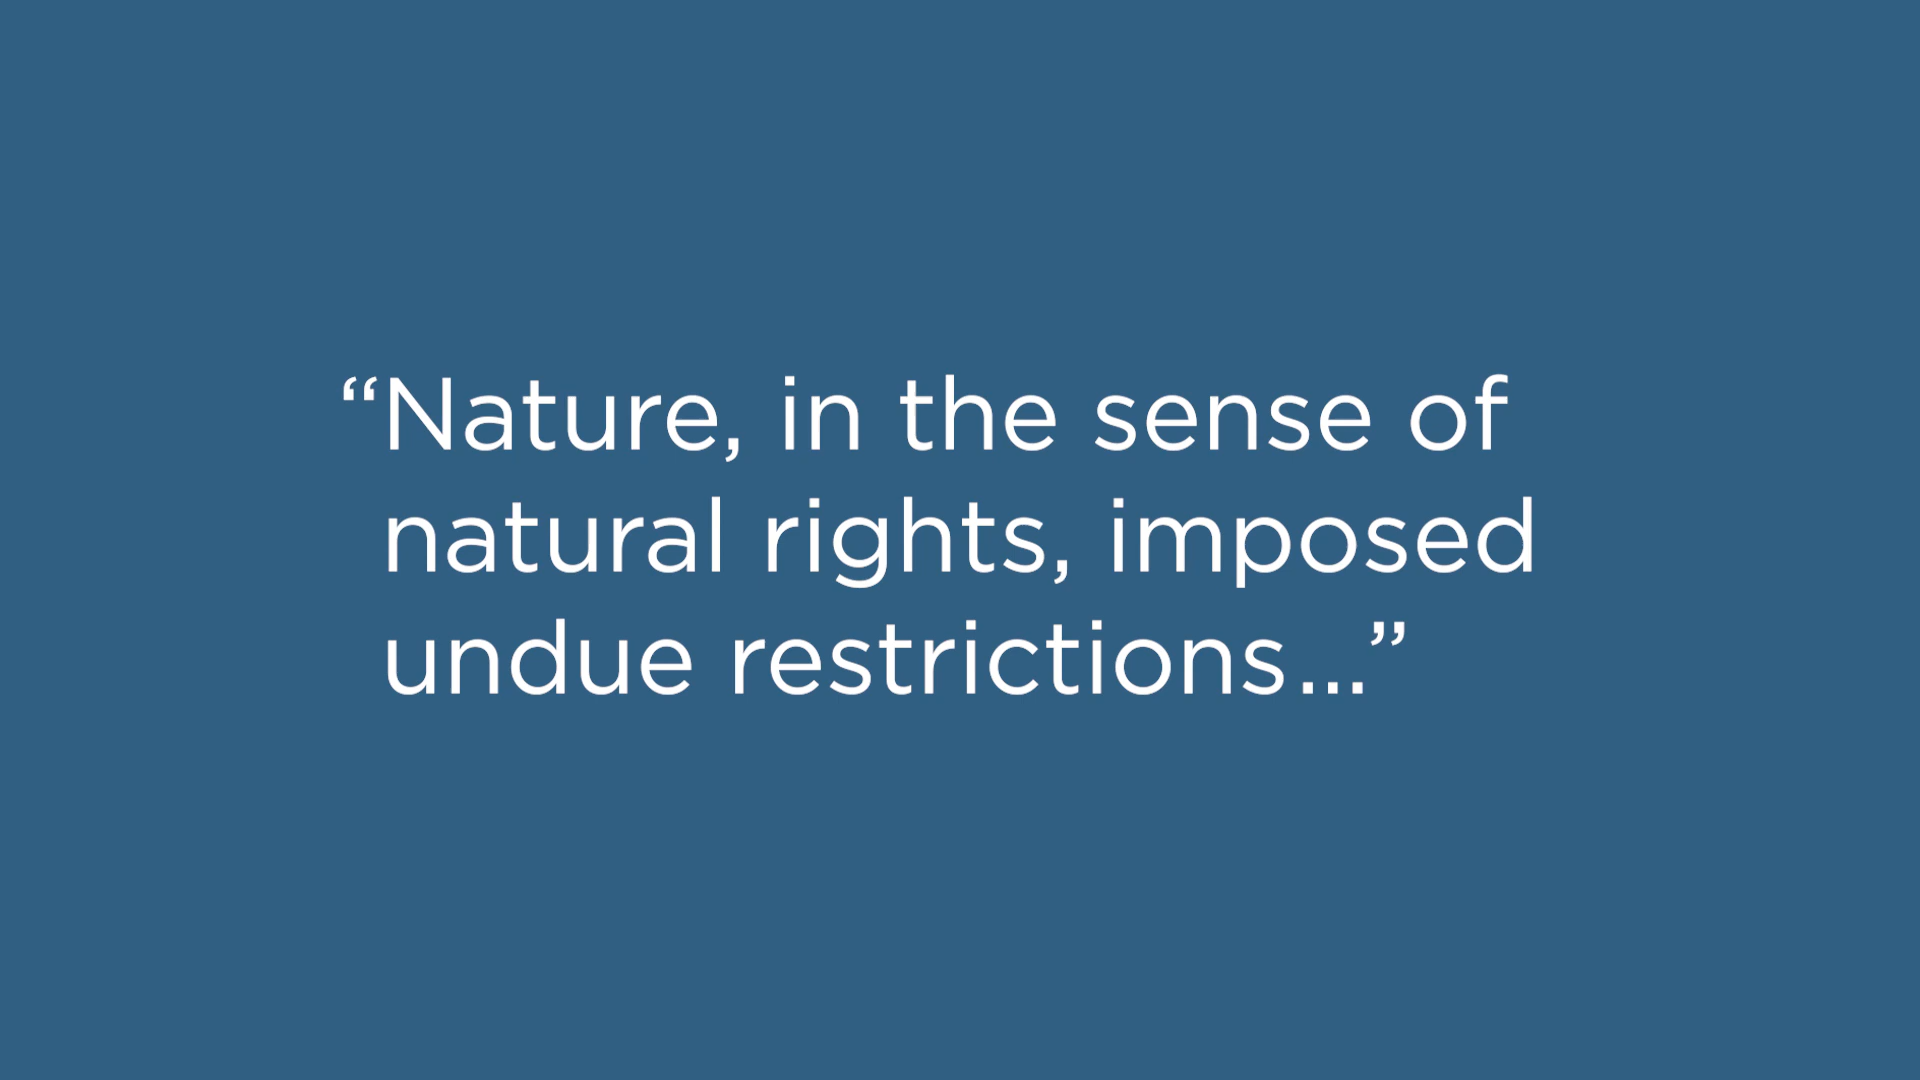 “Nature, in the sense of
natural rights, imposed
undue restrictions...”